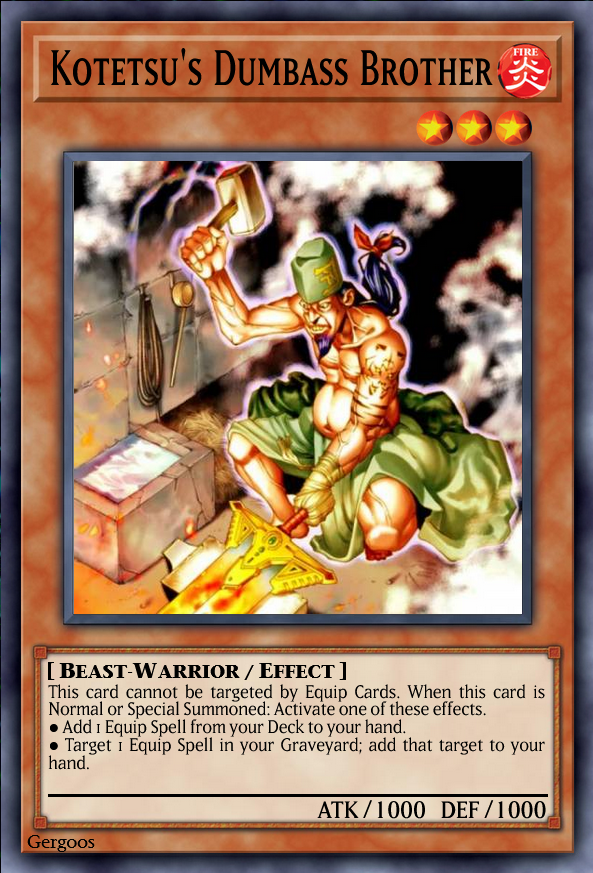 Kotetsu's Dumbass Brother
FIRE
炎
[ Beast-Warrior / Effect ]
This card cannot be targeted by Equip Cards. When this card is
Normal or Special Summoned: Activate one of these effects.
● Add 1 Equip Spell from your Deck to your hand.
● Target 1 Equip Spell in your Graveyard; add that target to your
hand.
ATK / 1000 DEF / 1000
Gergoos